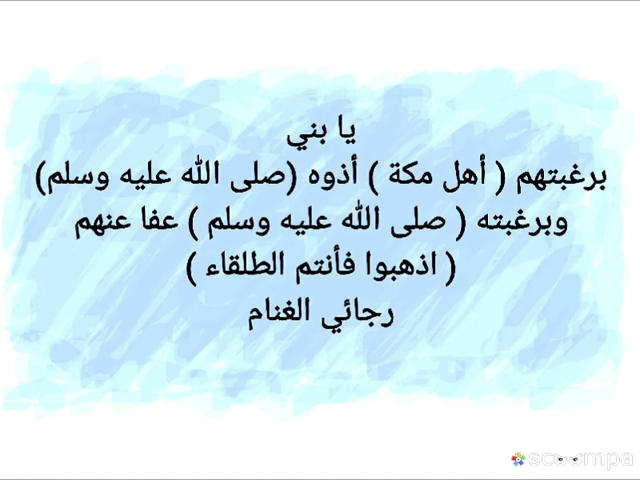 يا بني
برغبتهم ( أهل مكة ) أذوه (صلى الله عليه وسلم)
وبرغبته ( صلى الله عليه وسلم ) عفا عنهم
( اذهبوا فأنتم الطلقاء )
رجائي الغنام
scoompa